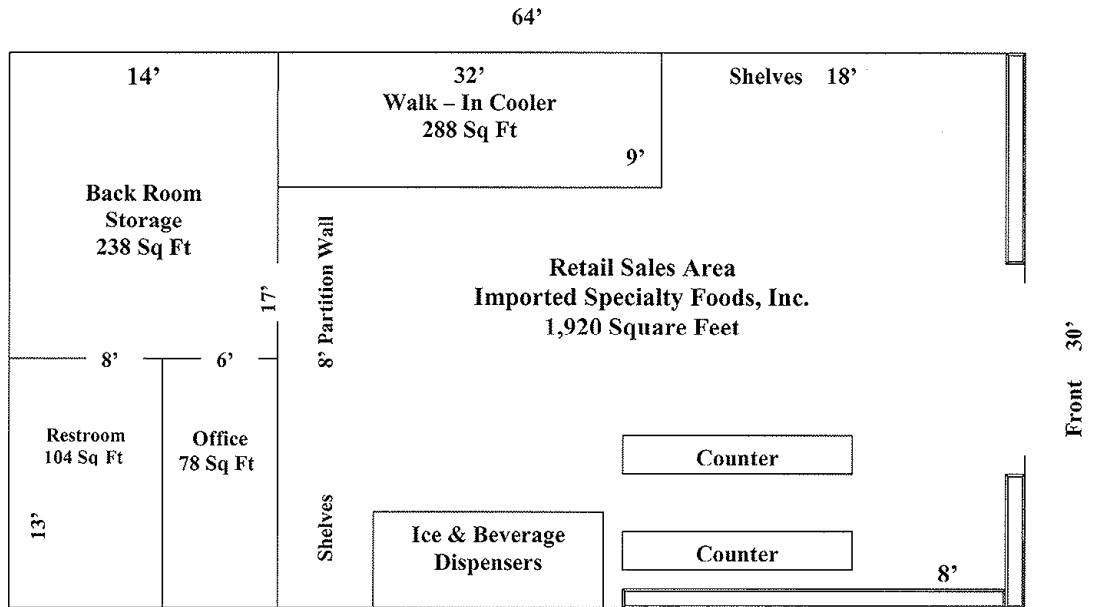 64’
14’
32’
Walk – In Cooler
288 Sq Ft
9’
Shelves 18’
Back Room
Storage
238 Sq Ft
17’
8’ Partition Wall
Retail Sales Area
Imported Specialty Foods, Inc.
1,920 Square Feet
Front 30’
8’
6’
Restroom
104 Sq Ft
13’
Office
78 Sq Ft
Shelves
Ice & Beverage
Dispensers
Counter
Counter
8’